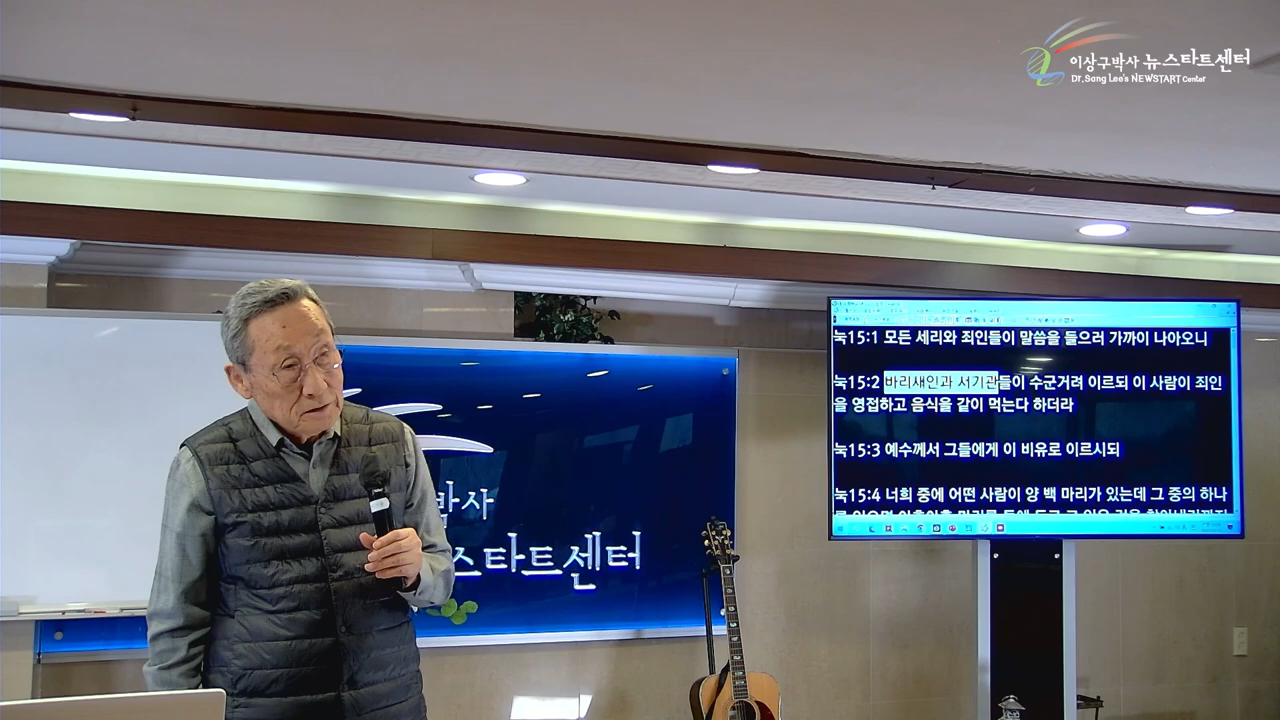 이상구박사 뉴스타트센터
Dr. Sang Lee's NEWSTART Center
눅15:1 모든 세리와 죄인들이 말씀을 들으러 가까이 나아오니
눅15:2 바리새인과 서기관들이 수군거려 이르되 이 사람이 죄인
을 영접하고 음식을 같이 먹는다 하더라
눅15:3 예수께서 그들에게 이 비유로 이르시되
눅15:4 너희 중에 어떤 사람이 양 백 마리가 있는데 그 중의 하나
박사
스타트센터